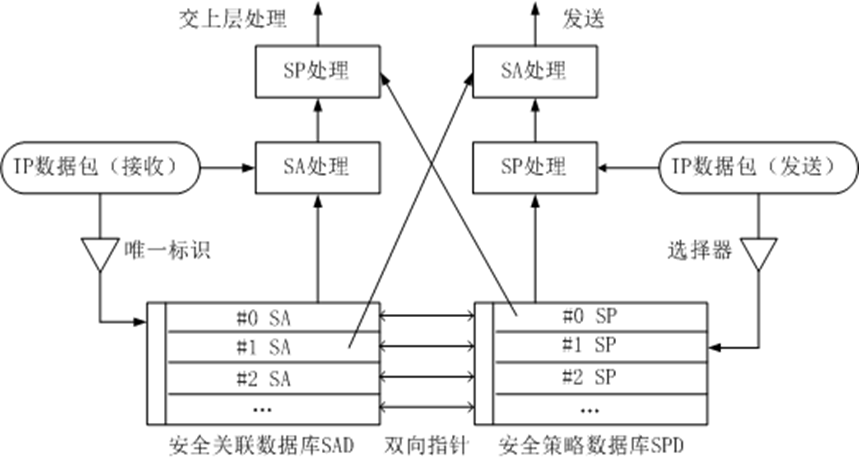 交上层处理
发送
SP处理
SA处理
IP数据包（接收）
SA处理
SP处理
IP数据包（发送）
唯一标识
选择器
#0 SA
#1 SA
#2 SA
...
#0 SP
#1 SP
#2 SP
...
安全关联数据库SAD
双向指针
安全策略数据库SPD